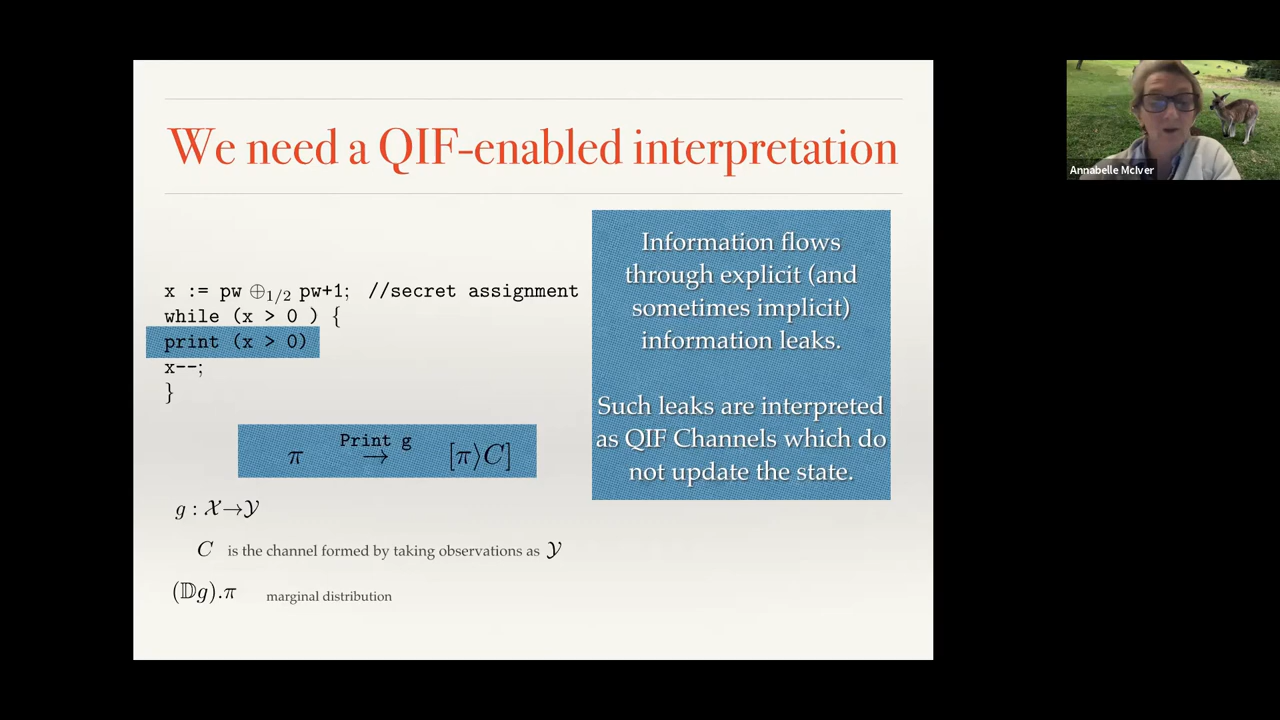 We need a QIF-enabled interpretation
x := pw ⊕1/2 pw+1; //secret assignment
while (x > 0 ) {
print (x > 0)
x--;
}
Print g
π → [π⟩C]
g : 𝒳→𝒴
C is the channel formed by taking observations as 𝒴
(𝔻g).π marginal distribution
Information flows
through explicit (and
sometimes implicit)
information leaks.
Such leaks are interpreted
as QIF Channels which do
not update the state.
Annabelle McIver